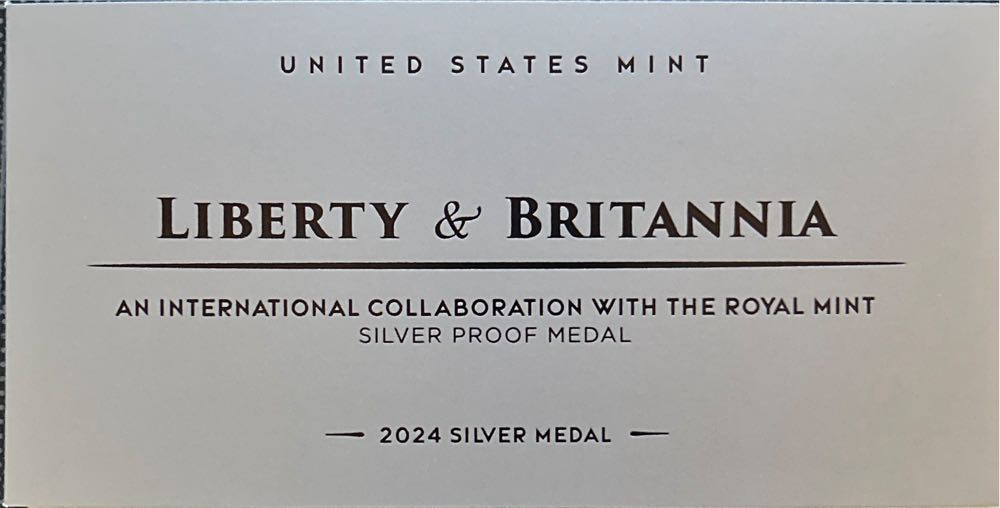 UNITED STATES MINT
LIBERTY & BRITANNIA
AN INTERNATIONAL COLLABORATION WITH THE ROYAL MINT
SILVER PROOF MEDAL
2024 SILVER MEDAL